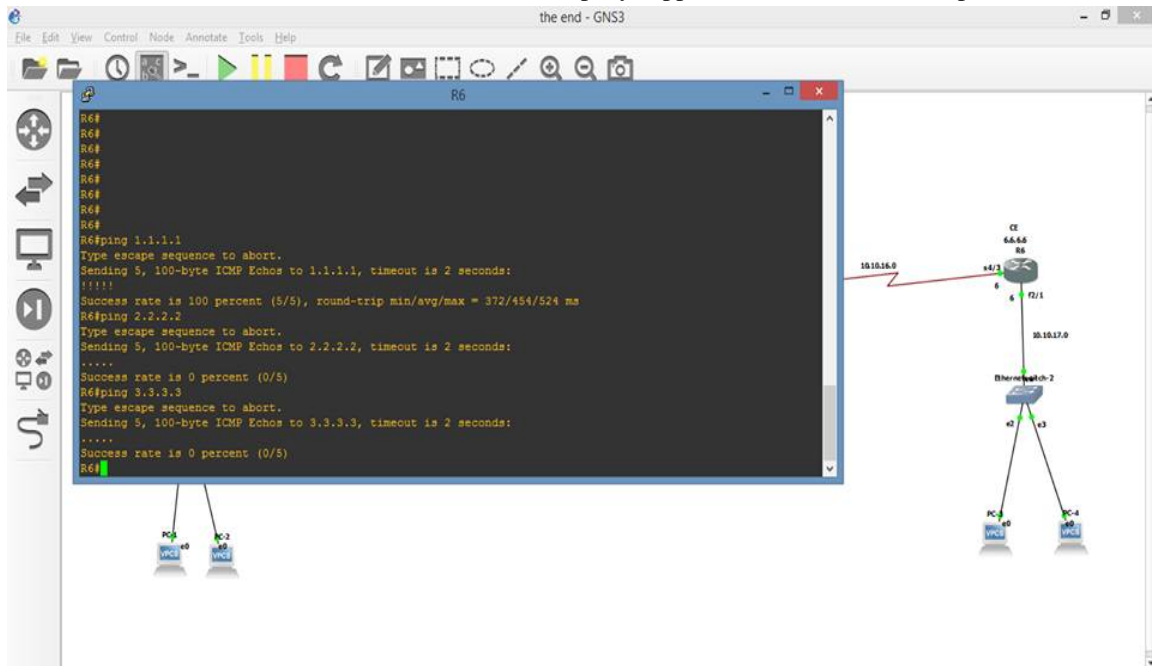 the end - GNS3
File Edit View Control Node Annotate Tools Help
R6
R6#
R6#
R6#
R6#
R6#
R6#
R6#
R6#
R6#ping 1.1.1.1
Type escape sequence to abort.
Sending 5, 100-byte ICMP Echos to 1.1.1.1, timeout is 2 seconds:
!!!!!
Success rate is 100 percent (5/5), round-trip min/avg/max = 372/454/524 ms
R6#ping 2.2.2.2
Type escape sequence to abort.
Sending 5, 100-byte ICMP Echos to 2.2.2.2, timeout is 2 seconds:
.....
Success rate is 0 percent (0/5)
R6#ping 3.3.3.3
Type escape sequence to abort.
Sending 5, 100-byte ICMP Echos to 3.3.3.3, timeout is 2 seconds:
.....
Success rate is 0 percent (0/5)
R6#
CE
6.6.6.6
R6
10.10.16.0
s4/3
6
6
f2/1
10.10.17.0
e2
e3
PC-1
e0
VPCS
PC-2
e0
VPCS
e0
VPCS
PC-4
e0
VPCS